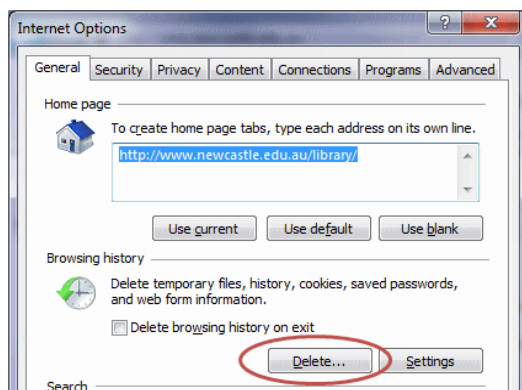 Internet Options
General Security Privacy Content Connections Programs Advanced
Home page
To create home page tabs, type each address on its own line.
http://www.newcastle.edu.au/library/
Use current Use default Use blank
Browsing history
Delete temporary files, history, cookies, saved passwords,
and web form information.
Delete browsing history on exit
Delete... Settings
Search